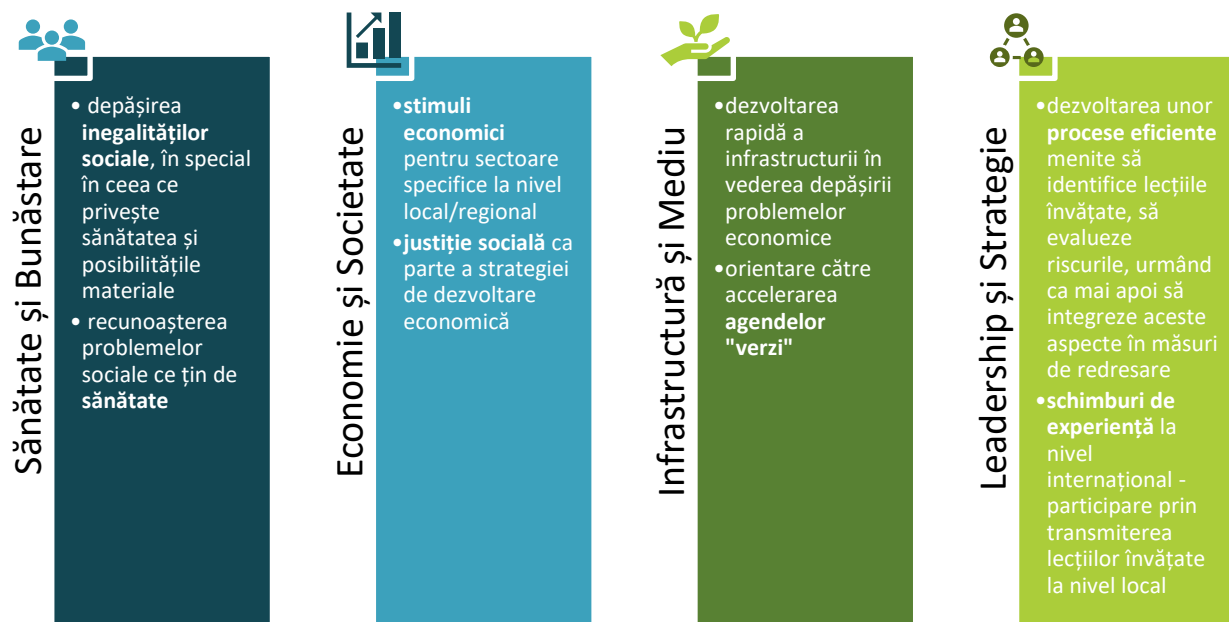 Sănătate și Bunăstare
• depășirea
inegalităților
sociale, în special
în ceea ce
privește
sănătatea și
posibilitățile
materiale
• recunoașterea
problemelor
sociale ce țin de
sănătate
Economie și Societate
•stimuli
economici
pentru sectoare
specifice la nivel
local/regional
•justiție socială ca
parte a strategiei
de dezvoltare
economică
Infrastructură și Mediu
•dezvoltarea
rapidă a
infrastructurii în
vederea depășirii
problemelor
economice
•orientare către
accelerarea
agendelor
"verzi"
Leadership și Strategie
•dezvoltarea unor
procese eficiente
menite să
identifice lecțiile
învățate, să
evalueze
riscurile, urmând
ca mai apoi să
integreze aceste
aspecte în măsuri
de redresare
•schimburi de
experiență la
nivel
internațional -
participare prin
transmiterea
lecțiilor învățate
la nivel local